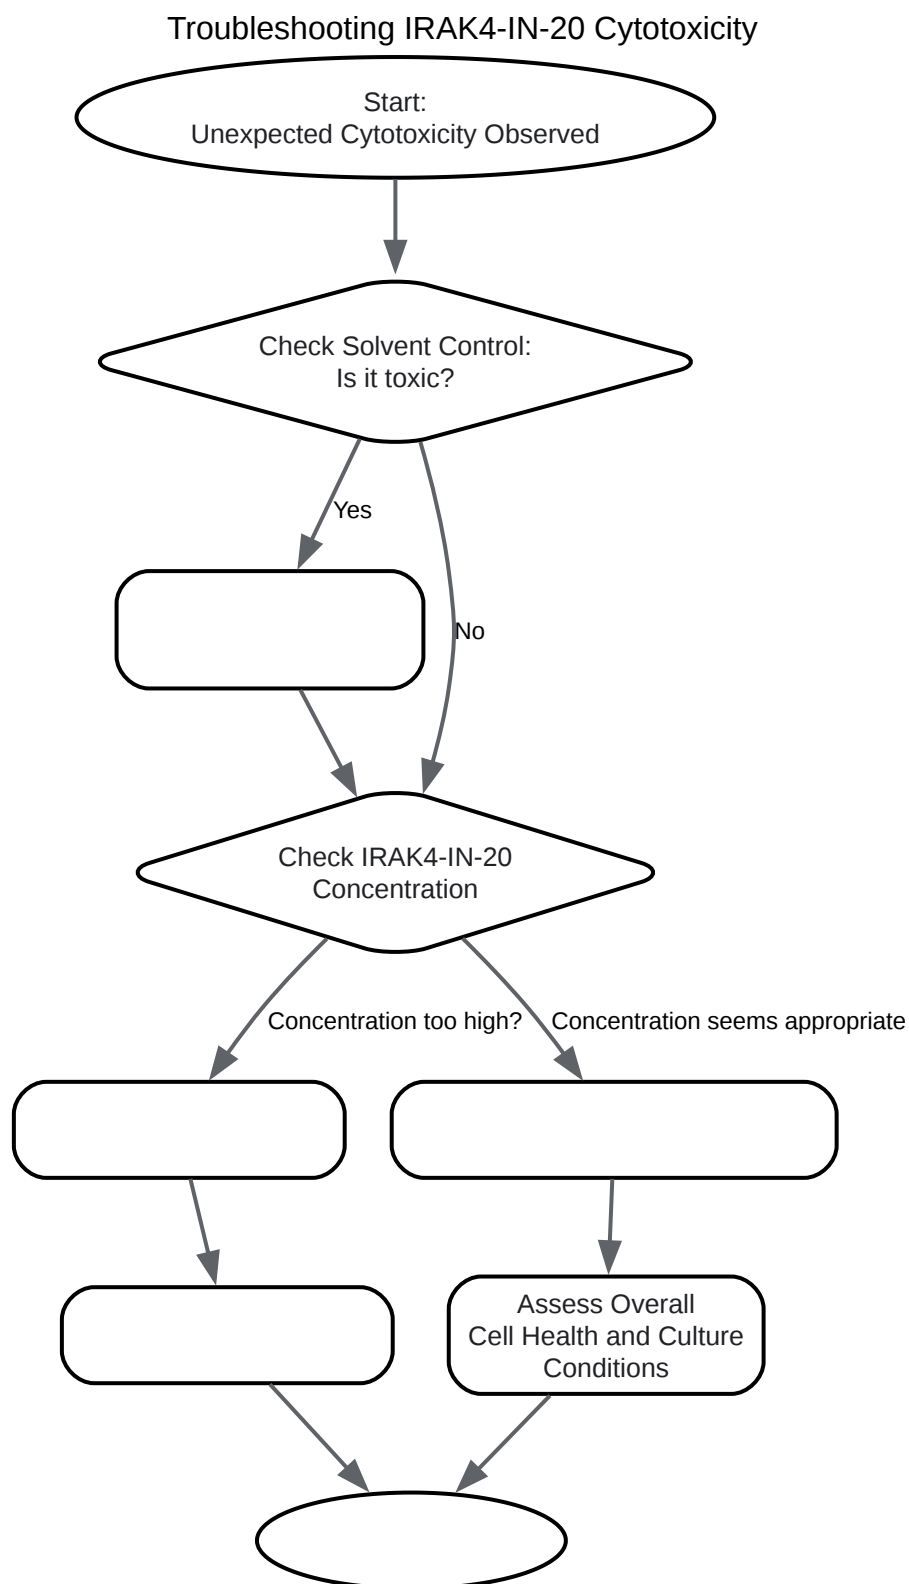 Troubleshooting IRAK4-IN-20 Cytotoxicity
Start:
Unexpected Cytotoxicity Observed
Check Solvent Control:
Is it toxic?
Yes
No
Check IRAK4-IN-20
Concentration
Concentration too high?
Concentration seems appropriate
Assess Overall
Cell Health and Culture
Conditions